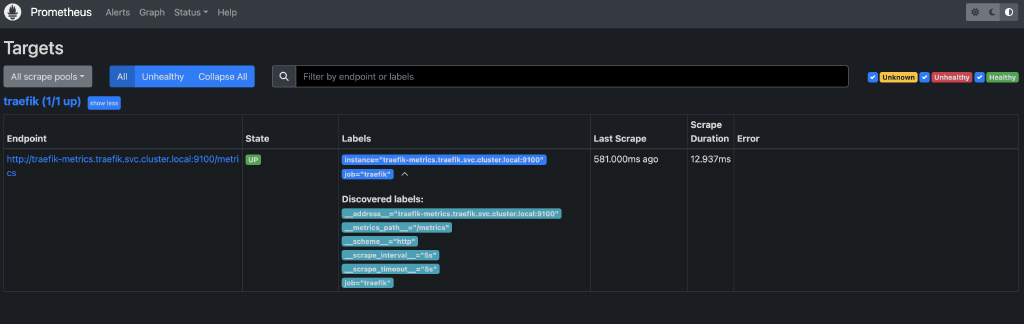 Prometheus Alerts Graph Status Help
Targets
All scrape pools All Unhealthy Collapse All Filter by endpoint or labels Unknown Unhealthy Healthy
traefik (1/1 up) show less
Endpoint State Labels Last Scrape Scrape Duration Error
http://traefik-metrics.traefik.svc.cluster.local:9100/metri
cs
UP
instance="traefik-metrics.traefik.svc.cluster.local:9100"
job="traefik"
581.000ms ago
12.937ms
Discovered labels:
__address__="traefik-metrics.traefik.svc.cluster.local:9100"
__metrics_path__="/metrics"
__scheme__="http"
__scrape_interval__="5s"
__scrape_timeout__="5s"
job="traefik"